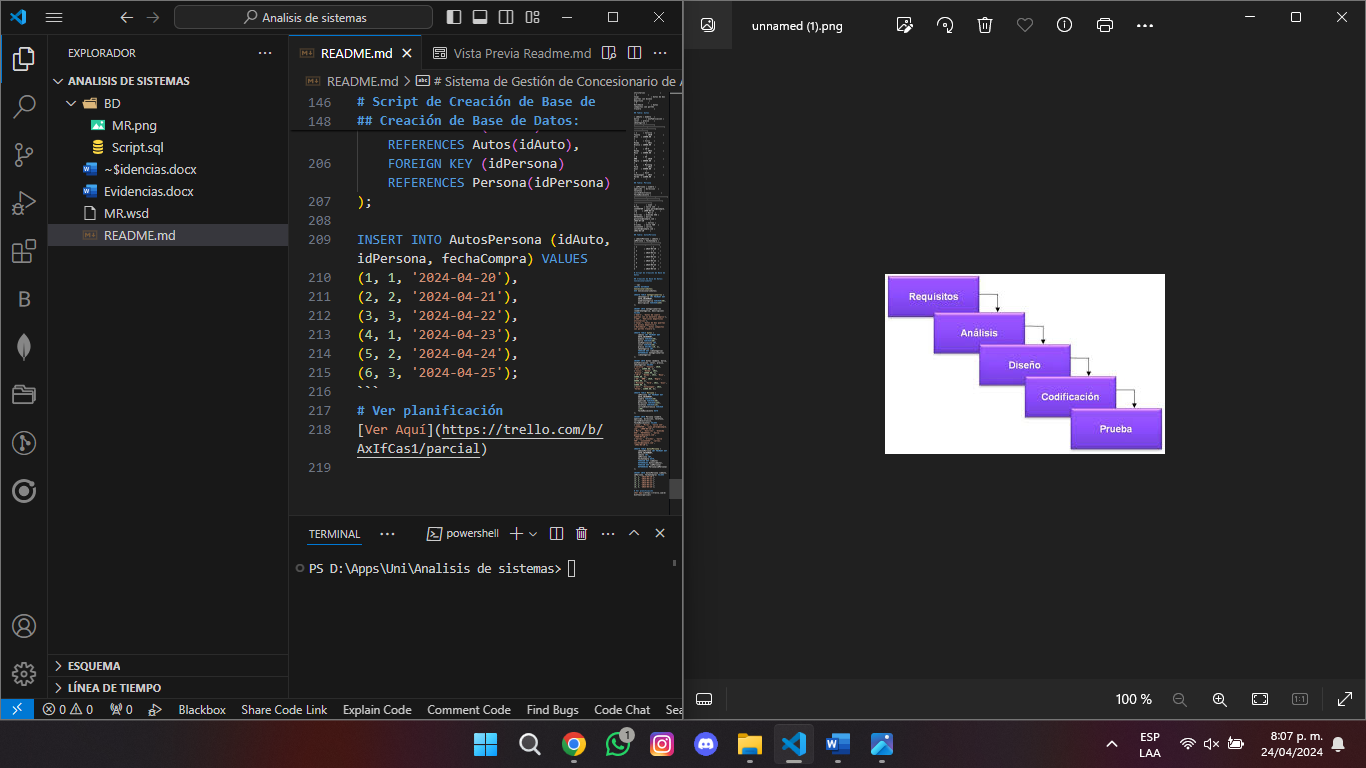 Analisis de sistemas
EXPLORADOR
ANALISIS DE SISTEMAS
BD
MR.png
Script.sql
~$idencias.docx
Evidencias.docx
MR.wsd
README.md
ESQUEMA
LÍNEA DE TIEMPO
README.md
Vista Previa Readme.md
README.md > # Sistema de Gestión de Concesionario de A
146 # Script de Creación de Base de
148 ## Creación de Base de Datos:
REFERENCES Autos(idAuto),
206 FOREIGN KEY (idPersona)
REFERENCES Persona(idPersona)
207 );
208
209 INSERT INTO AutosPersona (idAuto,
idPersona, fechaCompra) VALUES
210 (1, 1, '2024-04-20'),
211 (2, 2, '2024-04-21'),
212 (3, 3, '2024-04-22'),
213 (4, 1, '2024-04-23'),
214 (5, 2, '2024-04-24'),
215 (6, 3, '2024-04-25');
216 ```
217 # Ver planificación
218 [Ver Aquí](https://trello.com/b/
AxIfCas1/parcial)
219
TERMINAL
powershell
PS D:\Apps\Uni\Analisis de sistemas>
0 0 0 Blackbox Share Code Link Explain Code Comment Code Find Bugs Code Chat Sea
unnamed (1).png
Requisitos
Análisis
Diseño
Codificación
Prueba
100 %
1:1
1
ESP
LAA
8:07 p. m.
24/04/2024